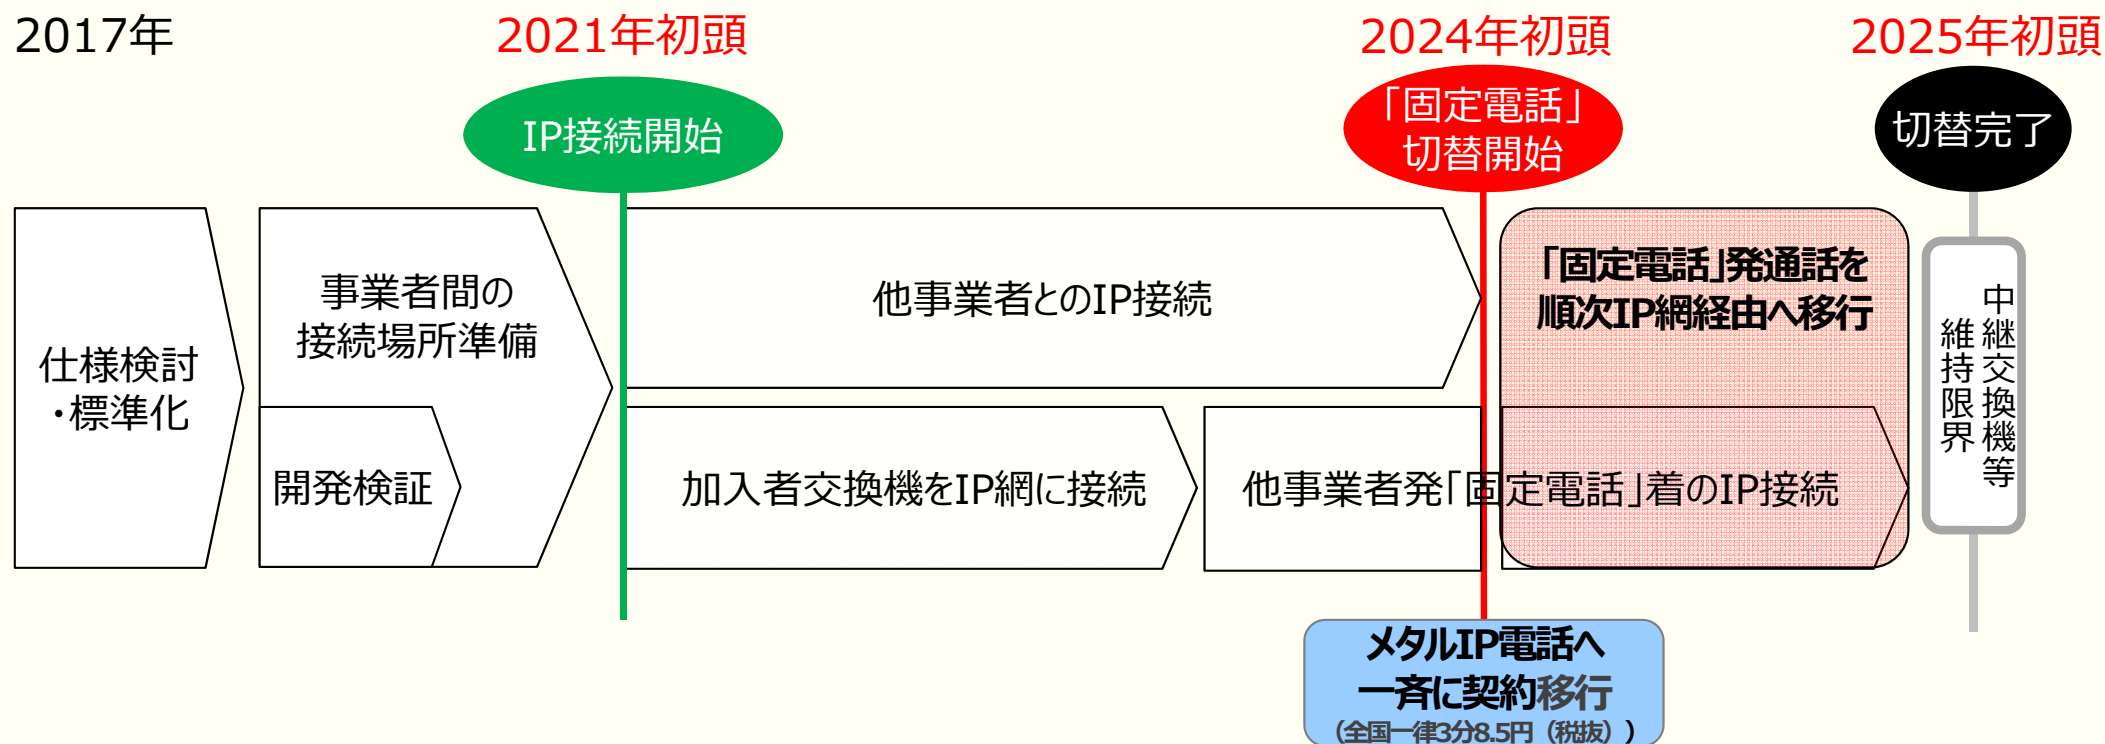 2017年
2021年初頭
2024年初頭
2025年初頭
IP接続開始
「固定電話」
切替開始
切替完了
仕様検討
・標準化
事業者間の
接続場所準備
開発検証
他事業者とのIP接続
加入者交換機をIP網に接続
「固定電話」発通話を
順次IP網経由へ移行
他事業者発「固定電話」着のIP接続
中継交換機等
維持限界
メタルIP電話へ
一斉に契約移行
（全国一律3分8.5円（税抜））